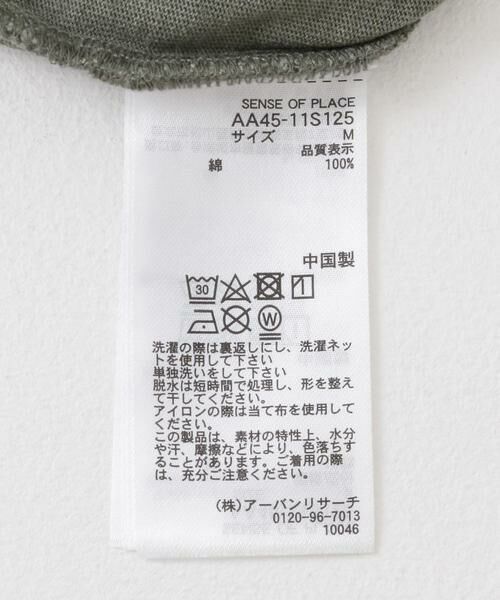 SENSE OF PLACE
AA45-11S125
サイズ M
品質表示
綿 100%
中国製
30
W
洗濯の際は裏返しにし、洗濯ネッ
トを使用して下さい
単独洗いをして下さい
脱水は短時間で処理し、形を整え
て干してください。
アイロンの際は当て布を使用して
ください。
この製品は、素材の特性上、水分
や汗、摩擦などにより、色落ちす
ることがあります。ご着用の際
は、充分ご注意ください。
(株)アーバンリサーチ
0120-96-7013
10046